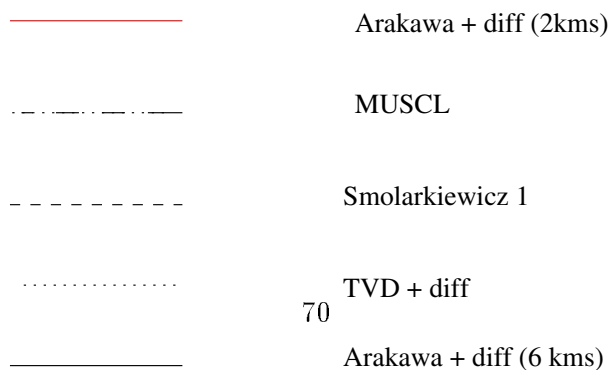 Arakawa + diff (2kms)
MUSCL
Smolarkiewicz 1
TVD + diff
70
Arakawa + diff (6 kms)